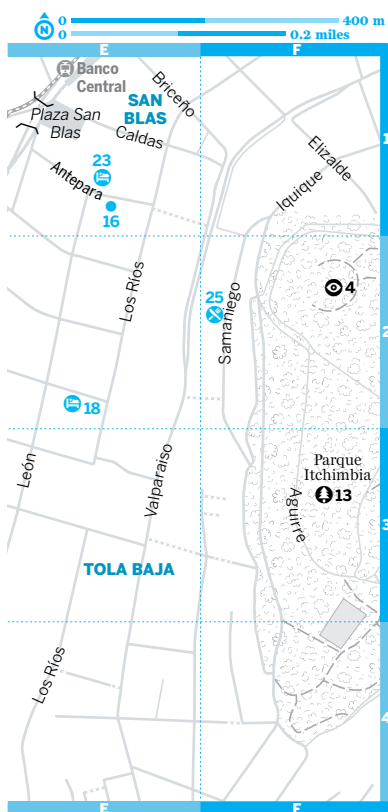 0 400 m
N
0 0.2 miles
E F
Banco
Central
Briceño
SAN
BLAS
Plaza San
Blas
Caldas
1
Elizalde
23
Antepara
Iquique
16
Los Ríos
4
25
Samaniego
2
18
León
Valparaiso
Parque
Itchimbia
13
Aguirre
3
TOLA BAJA
Los Ríos
4
E F